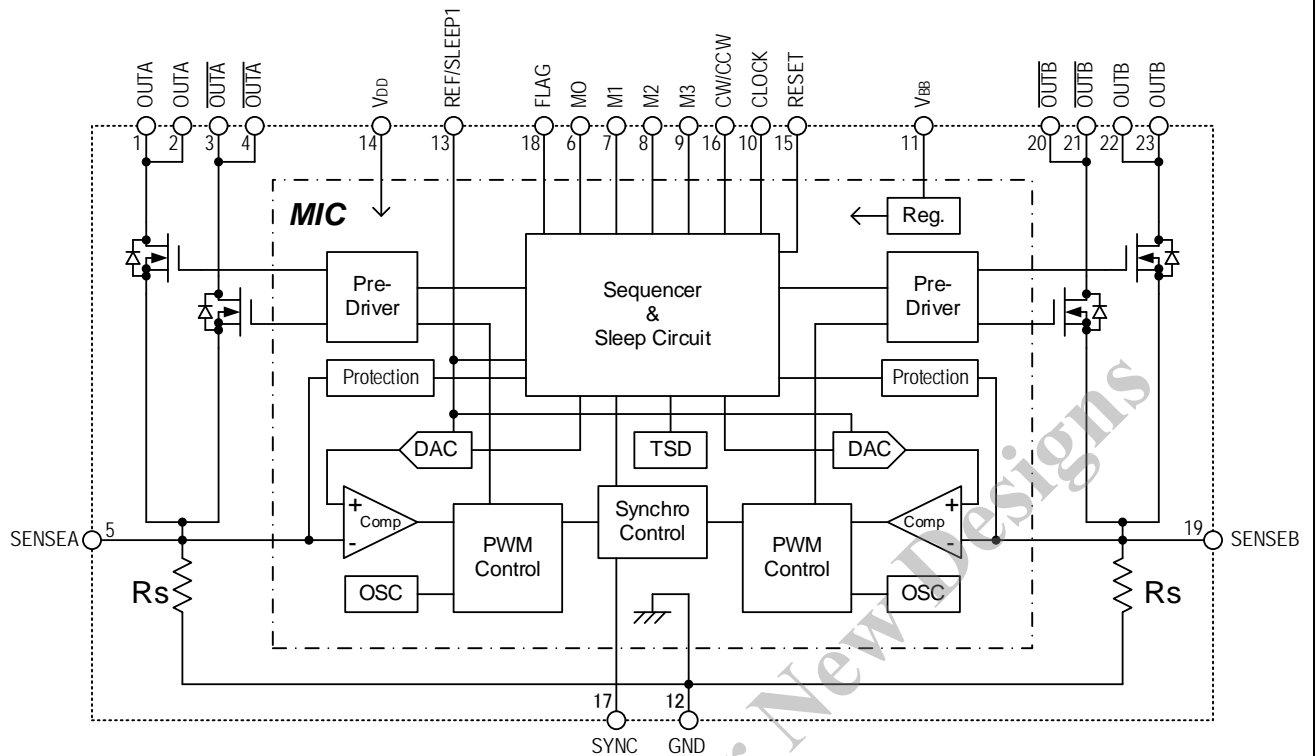 OUTA
OUTA
OUTA
OUTA
VDD
REF/SLEEP1
FLAG
MO
M1
M2
M3
CW/CCW
CLOCK
RESET
VBB
OUTB
OUTB
OUTB
OUTB
1
2
3
4
14
13
18
6
7
8
9
16
10
15
11
20
21
22
23
MIC
Reg.
Pre-
Driver
Sequencer
&
Sleep Circuit
Pre-
Driver
Protection
Protection
DAC
TSD
DAC
+
-
Comp
Synchro
Control
+
-
Comp
SENSEA
5
PWM
Control
PWM
Control
19
SENSEB
Rs
OSC
OSC
Rs
17
12
SYNC
GND
New Designs